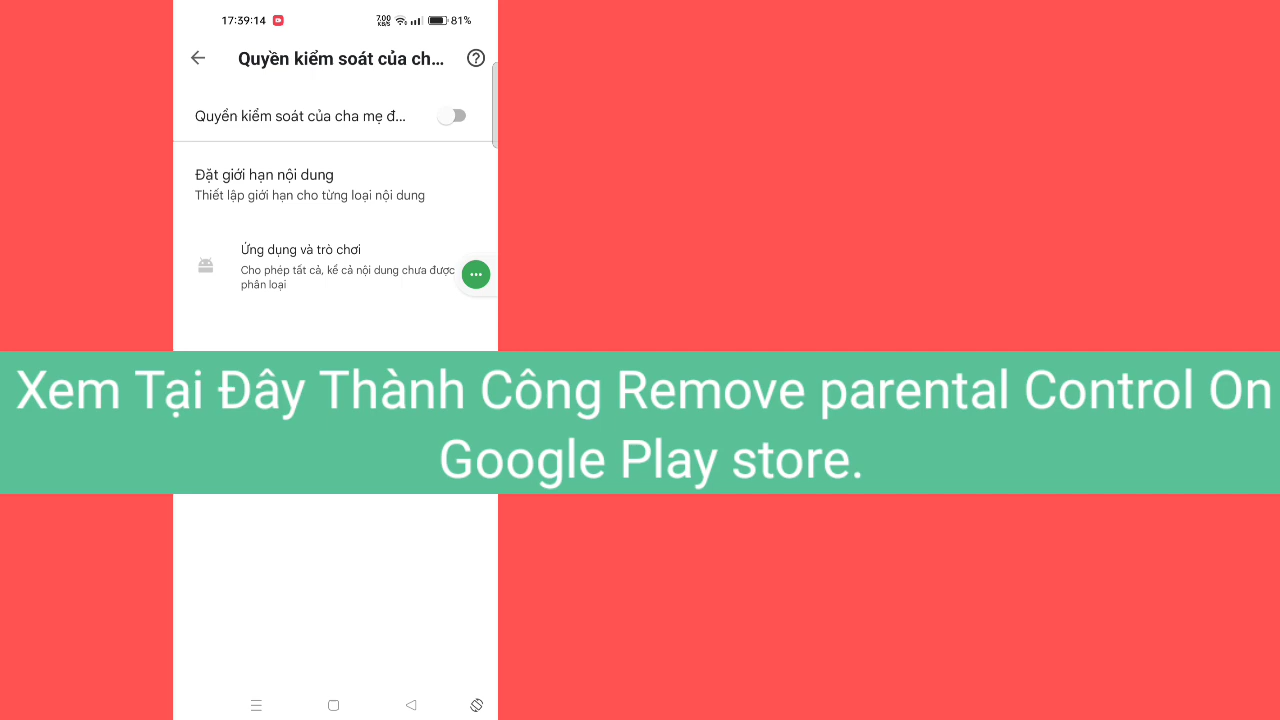 17:39:14 7.00 KB/S 81%
Quyền kiểm soát của ch...
Quyền kiểm soát của cha mẹ đ...
Đặt giới hạn nội dung
Thiết lập giới hạn cho từng loại nội dung
Ứng dụng và trò chơi
Cho phép tất cả, kể cả nội dung chưa được
phân loại
Xem Tại Đây Thành Công Remove parental Control On
Google Play store.